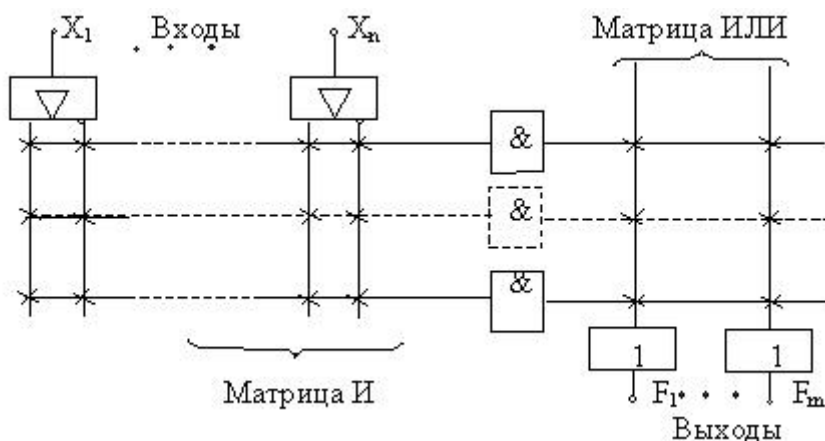 X1 . . . Входы Xn Матрица ИЛИ
&
&
&
1 1
Матрица И F1 . . . Fm
Выходы